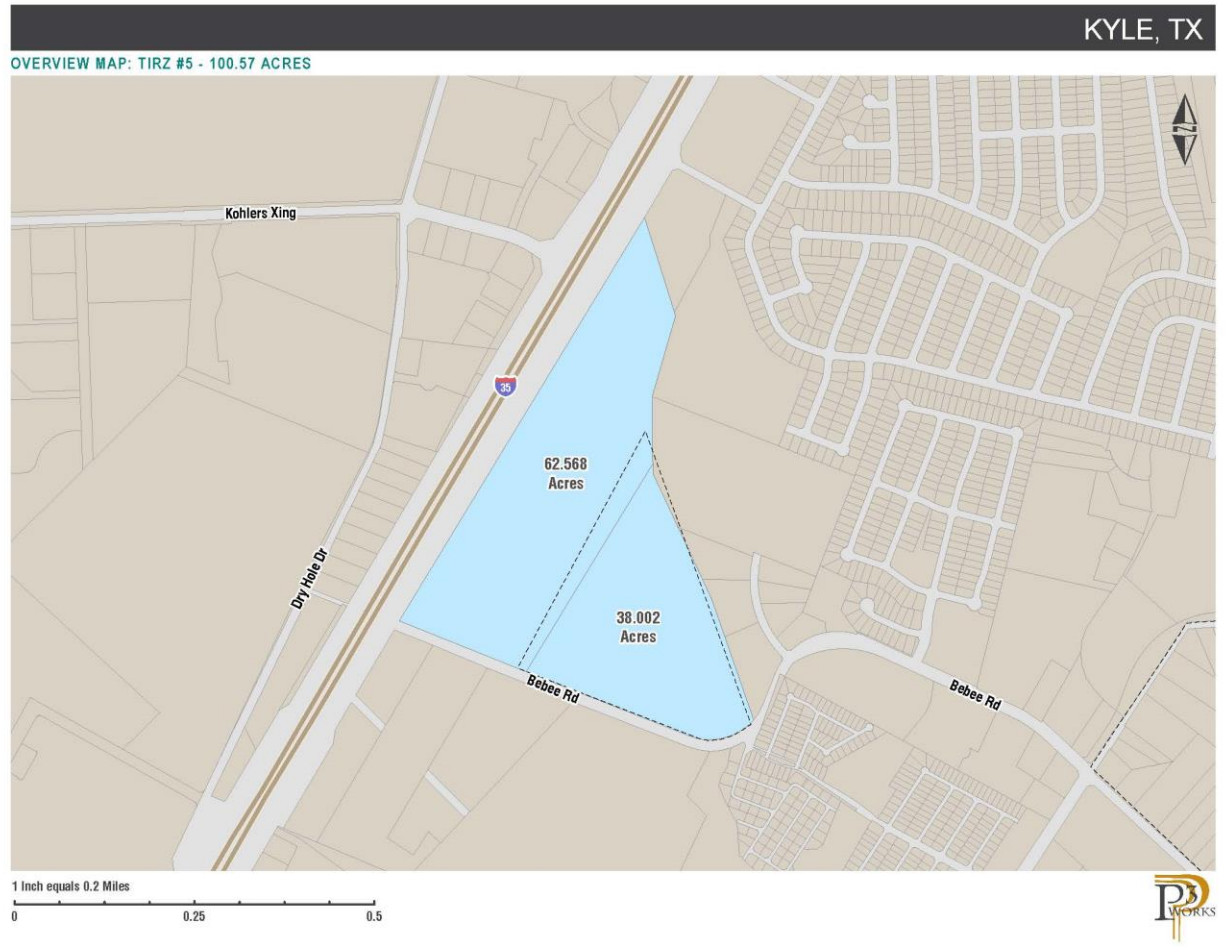 KYLE, TX
OVERVIEW MAP: TIRZ #5 - 100.57 ACRES
N
Kohlers Xing
35
62.568
Acres
Dry Hole Dr
38.002
Acres
Bebee Rd
Bebee Rd
1 Inch equals 0.2 Miles
0 0.25 0.5
P3
WORKS